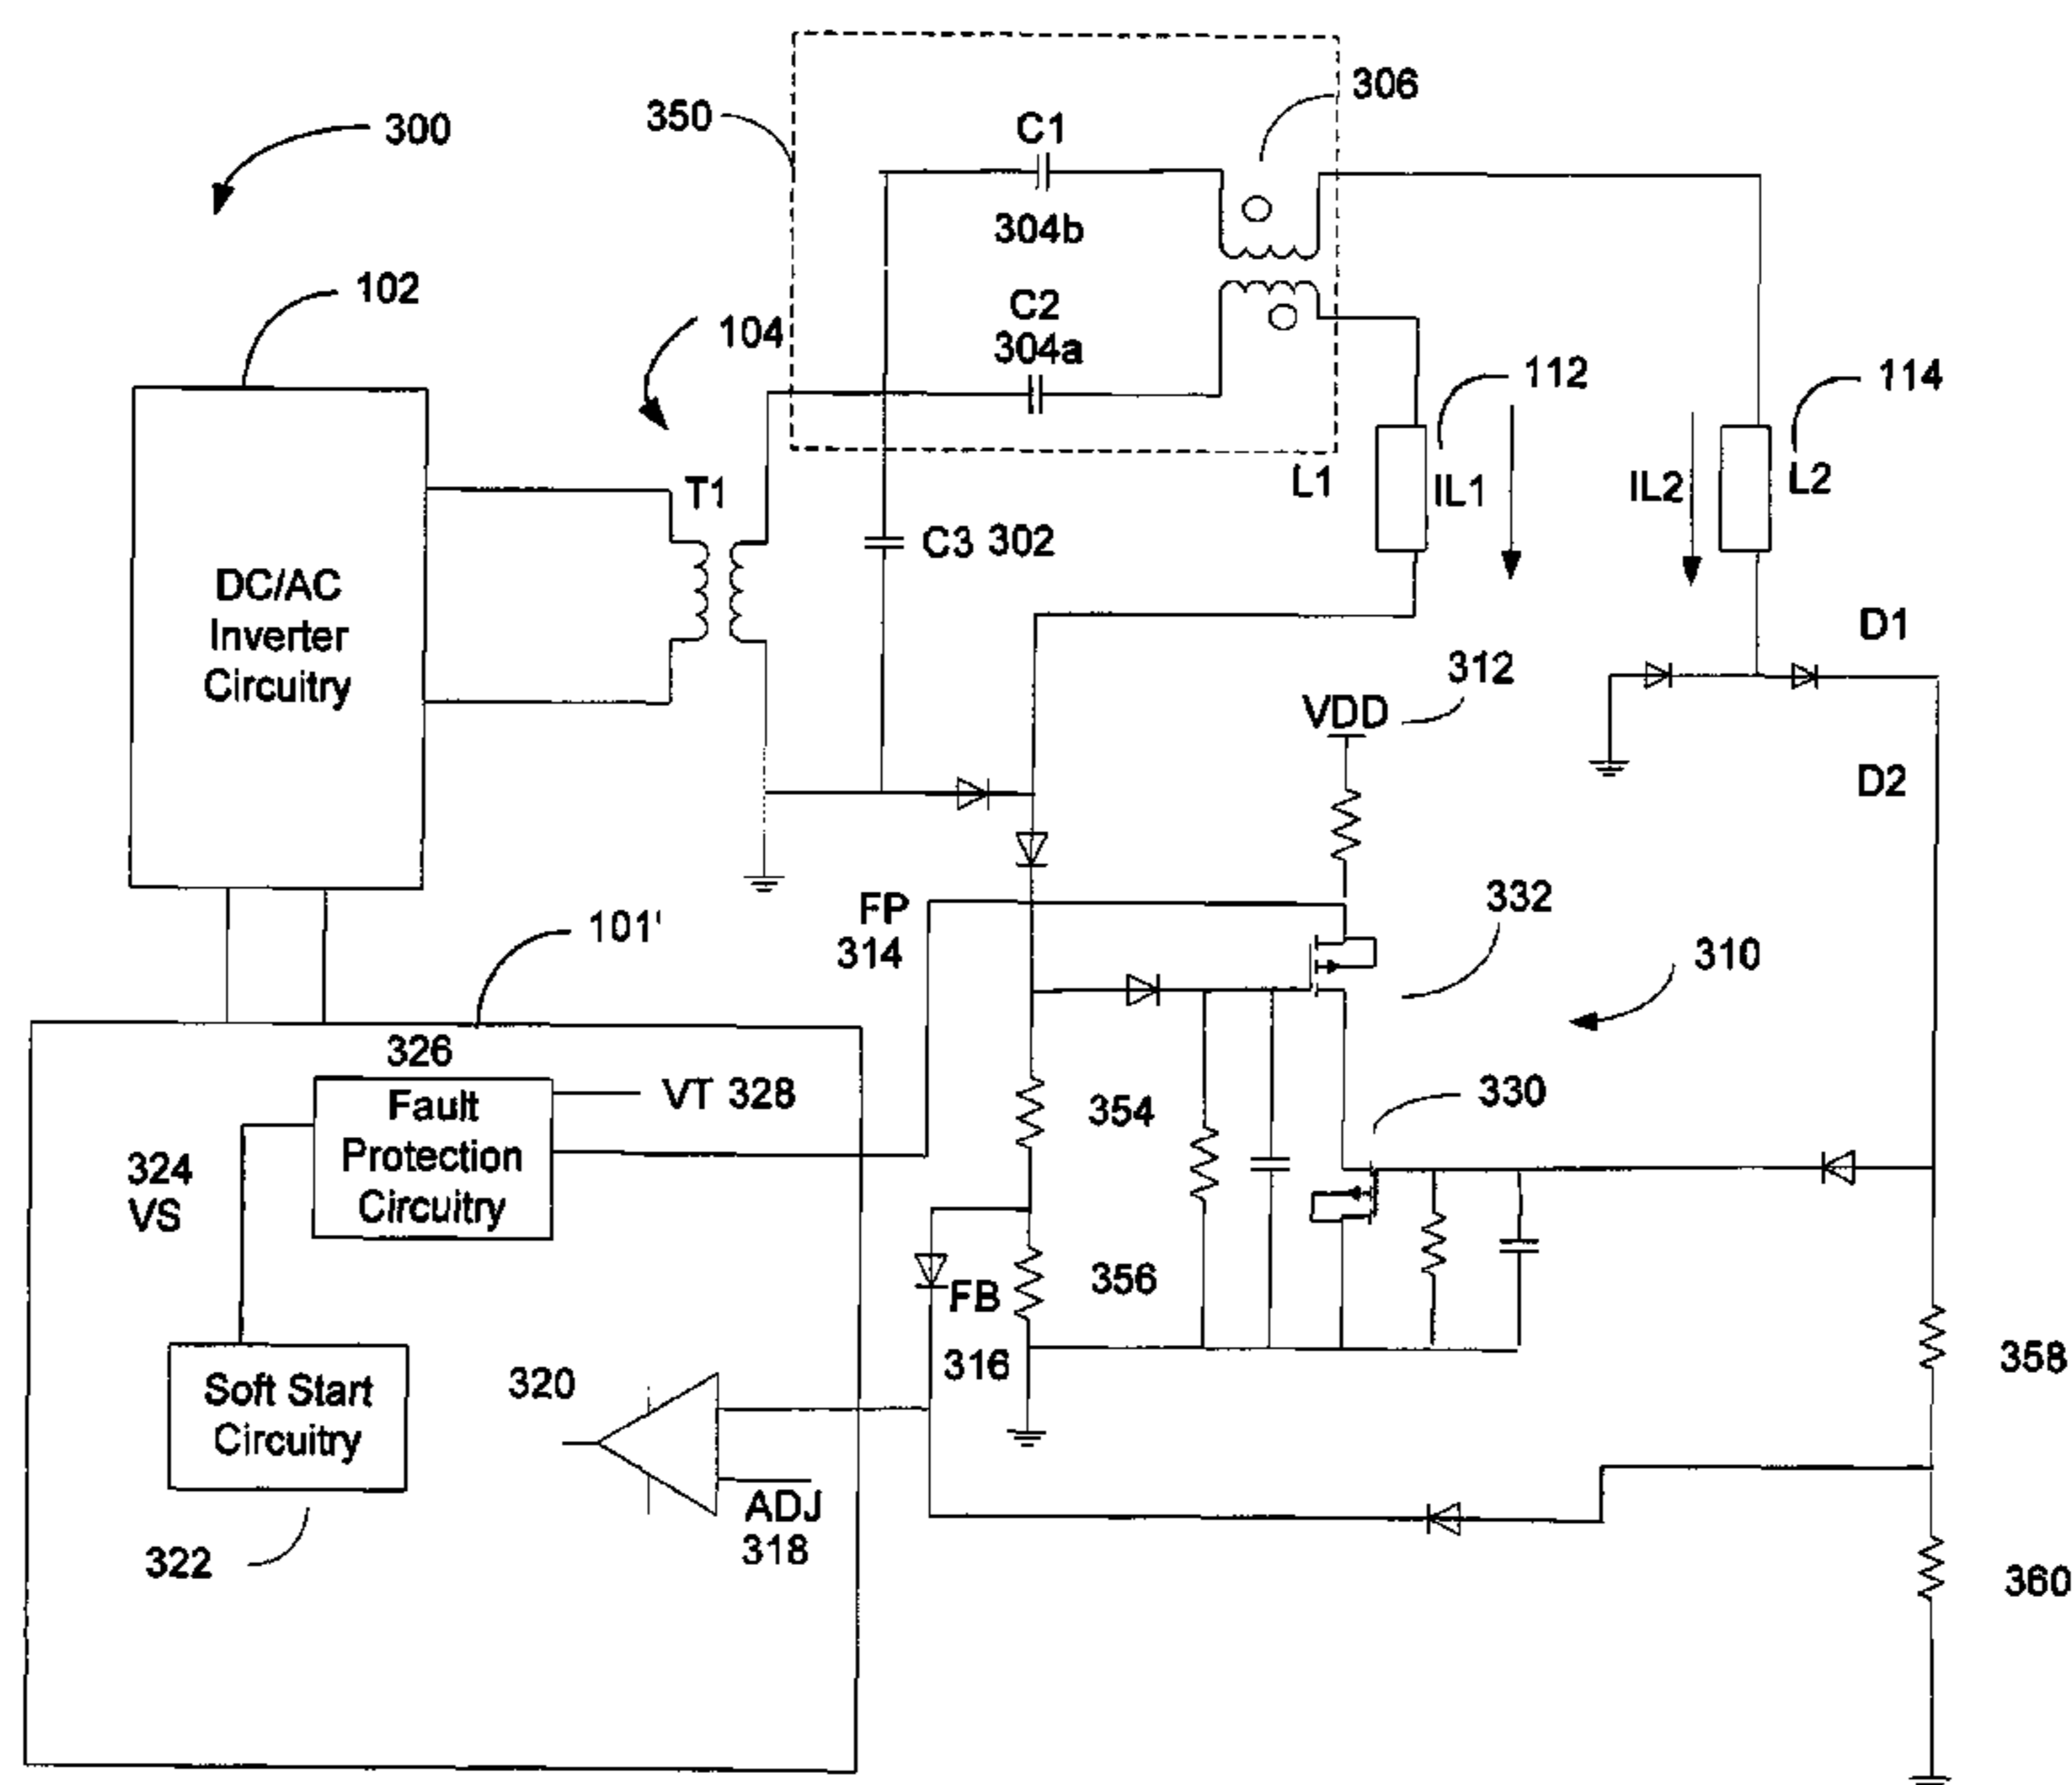 306
350
C1
300
304b
102
C2
104
304a
112
114
T1
L1
IL1
IL2
L2
C3 302
DC/AC
Inverter
Circuitry
D1
312
VDD
D2
FP
314
332
101'
310
326
Fault
Protection
Circuitry
VT 328
354
330
324
VS
356
FB
316
358
Soft Start
Circuitry
320
ADJ
318
322
360